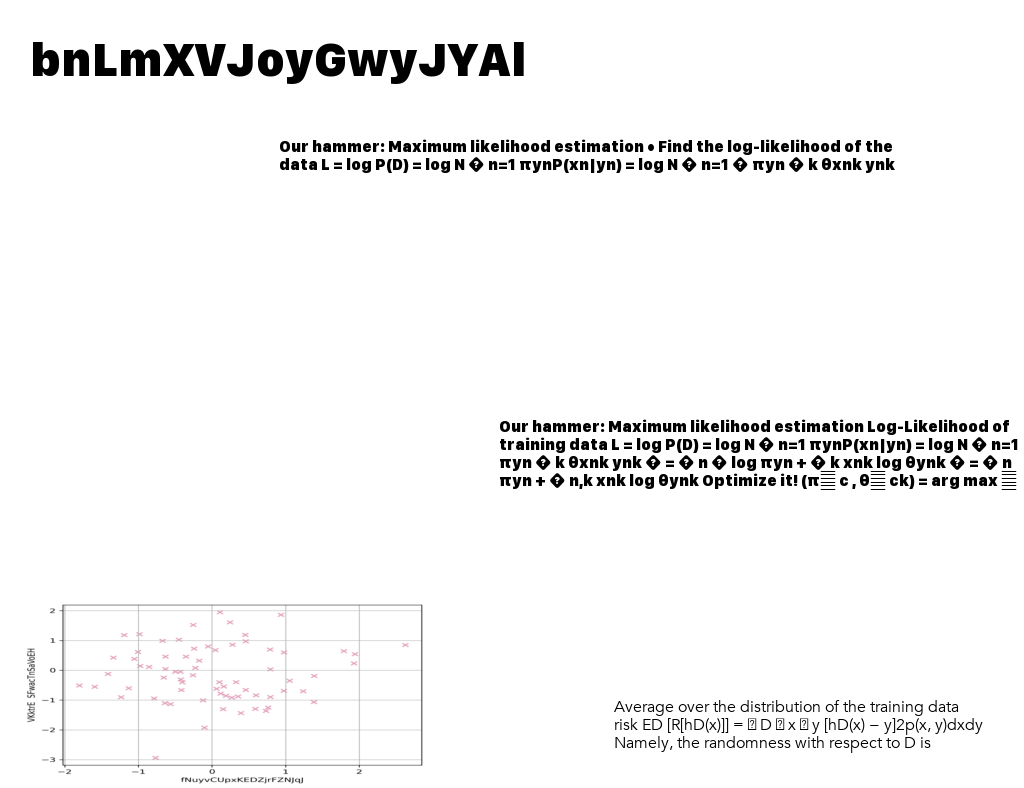 bnLmXVJoyGwyJYAl
Our hammer: Maximum likelihood estimation • Find the log-likelihood of the
data L = log P(D) = log N � n=1 πynP(xn|yn) = log N � n=1 � πyn � k θxnk ynk
Our hammer: Maximum likelihood estimation Log-Likelihood of
training data L = log P(D) = log N � n=1 πynP(xn|yn) = log N � n=1
πyn � k θxnk ynk � = � n � log πyn + � k xnk log θynk � = � n
πyn + � n,k xnk log θynk Optimize it! (π c , θ ck) = arg max
2
1
0
−1
−2
−3
−2 −1 0 1 2
VKktrE SFwacTnSaVoEH
fNuyvCUpxKEDZjrFZNJqJ
Average over the distribution of the training data
risk ED [R[hD(x)]] = D x y [hD(x) − y]2p(x, y)dxdy
Namely, the randomness with respect to D is